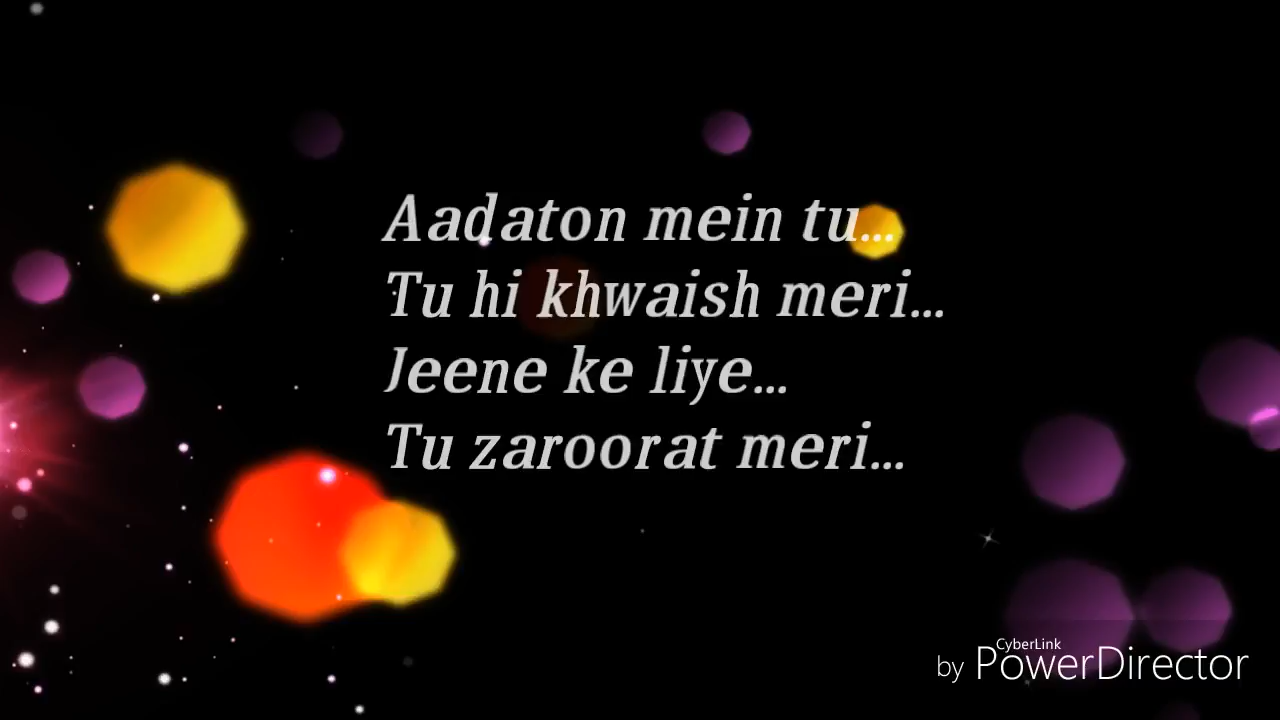 Aadaton mein tu...
Tu hi khwaish meri...
Jeene ke liye...
Tu zaroorat meri...
CyberLink
by PowerDirector